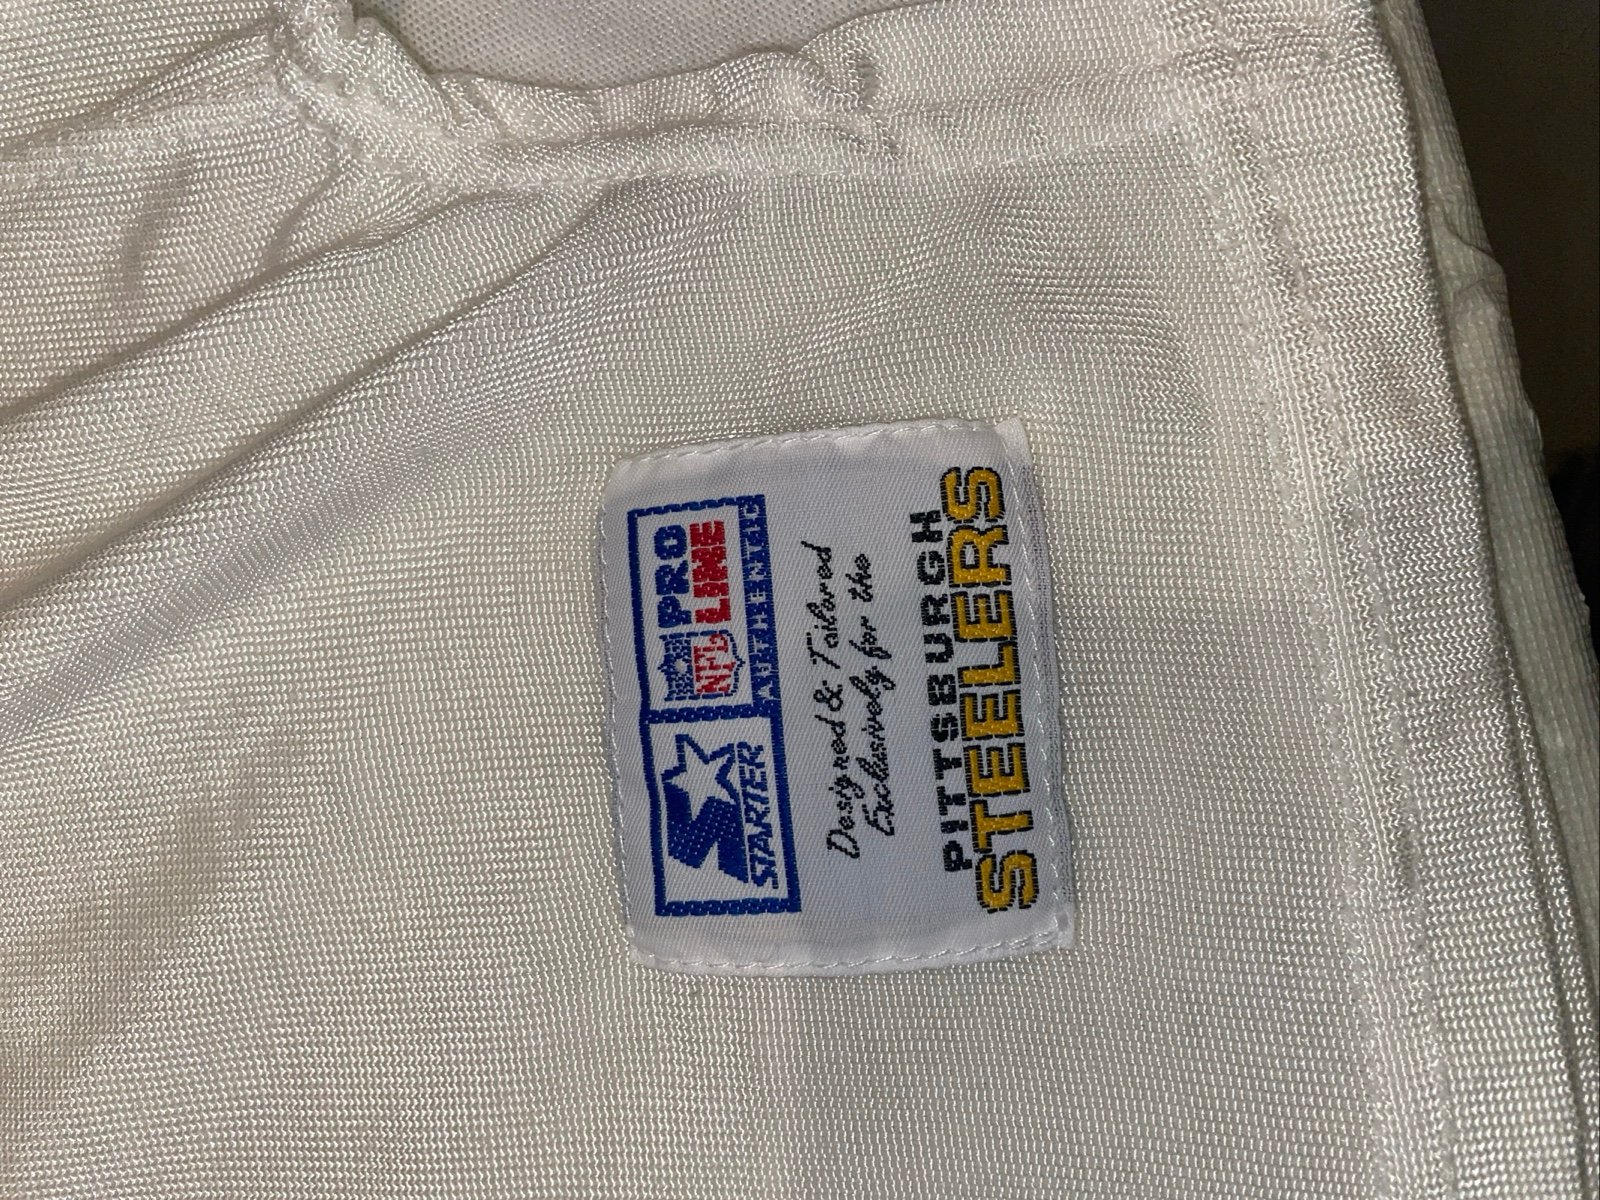 STARTER
NFL
PRO
LINE
AUTHENTIC
Designed & Tailored
Exclusively for the
PITTSBURGH
STEELERS